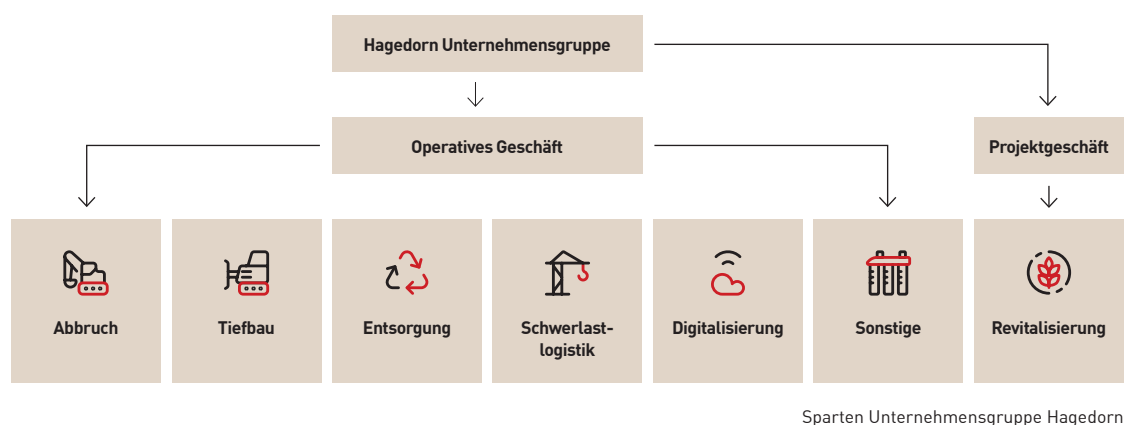 Hagedorn Unternehmensgruppe
Operatives Geschäft
Projektgeschäft
Abbruch
Tiefbau
Entsorgung
Schwerlast-
logistik
Digitalisierung
Sonstige
Revitalisierung
Sparten Unternehmensgruppe Hagedorn